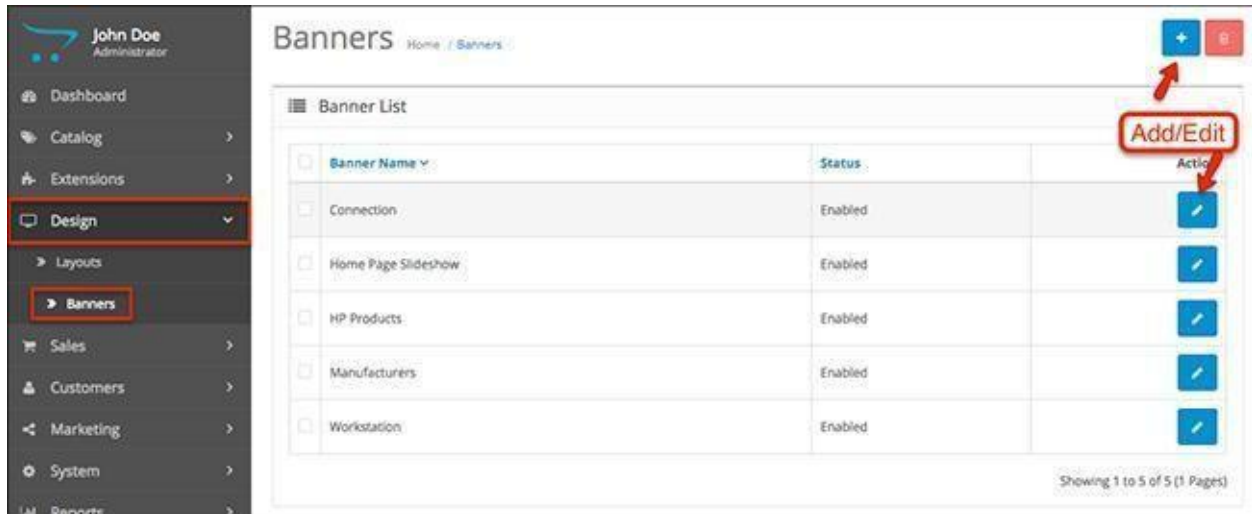 John Doe
Administrator
Dashboard
Catalog
Extensions
Design
Layouts
Banners
Sales
Customers
Marketing
System
Reports
Banners Home / Banners
Banner List
Add/Edit
Banner Name Status Action
Connection Enabled
Home Page Slideshow Enabled
HP Products Enabled
Manufacturers Enabled
Workstation Enabled
Showing 1 to 5 of 5 (1 Pages)